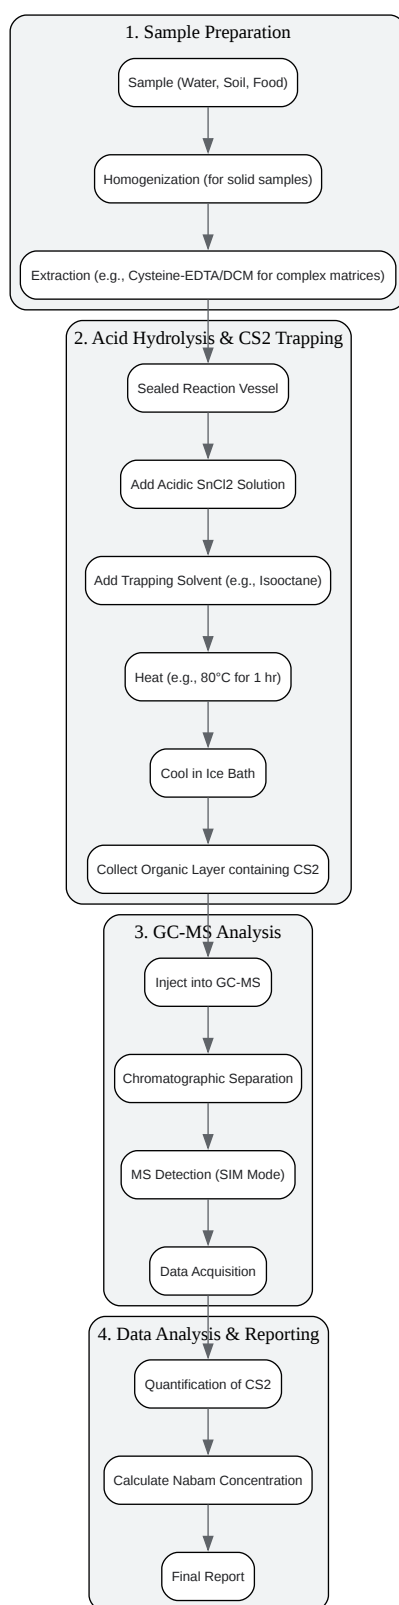 1. Sample Preparation
Sample (Water, Soil, Food)
Homogenization (for solid samples)
Extraction (e.g., Cysteine-EDTA/DCM for complex matrices)
2. Acid Hydrolysis & CS2 Trapping
Sealed Reaction Vessel
Add Acidic SnCl2 Solution
Add Trapping Solvent (e.g., Isooctane)
Heat (e.g., 80°C for 1 hr)
Cool in Ice Bath
Collect Organic Layer containing CS2
3. GC-MS Analysis
Inject into GC-MS
Chromatographic Separation
MS Detection (SIM Mode)
Data Acquisition
4. Data Analysis & Reporting
Quantification of CS2
Calculate Nabam Concentration
Final Report